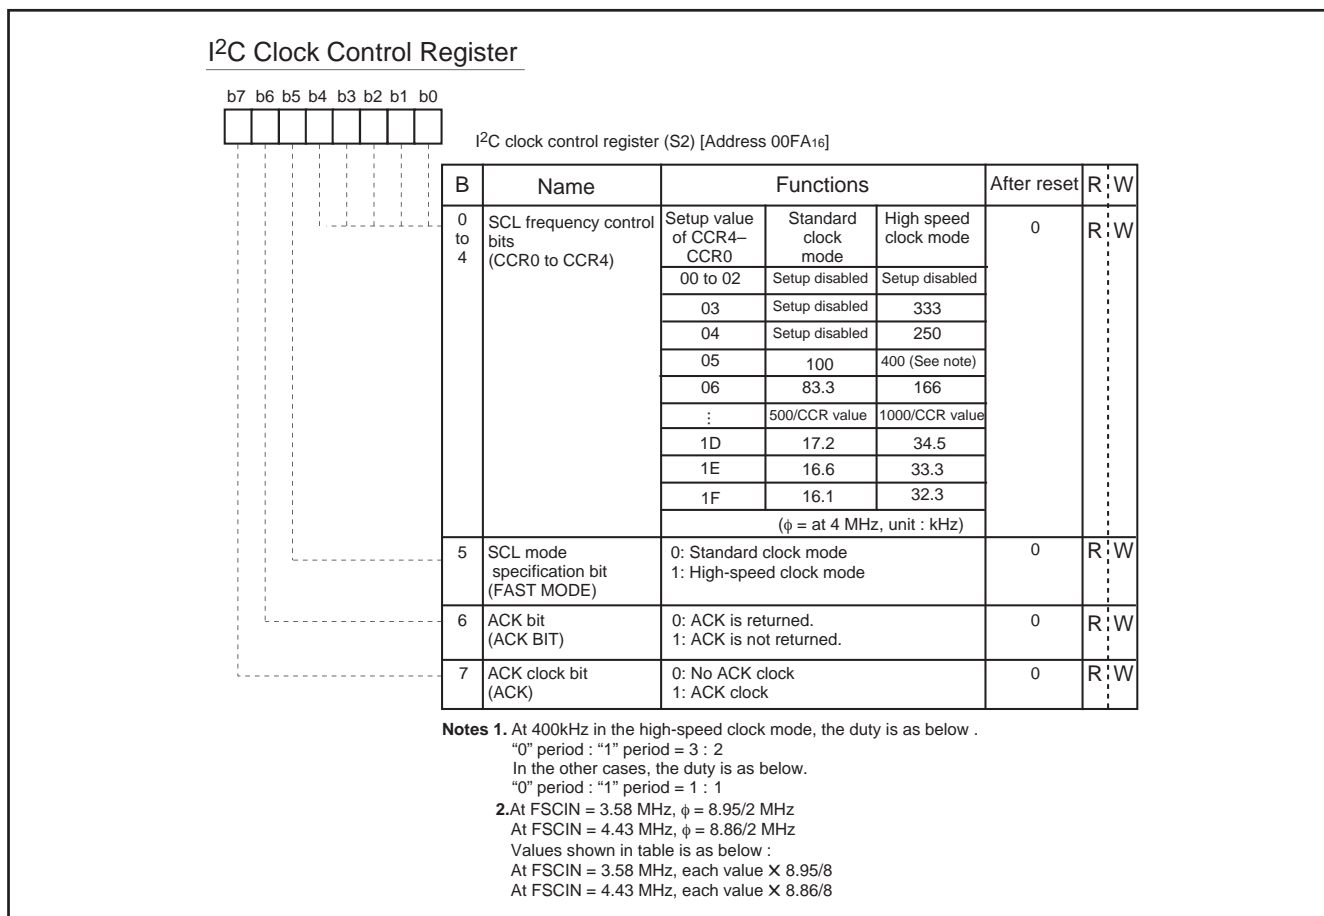 I2C Clock Control Register
b7 b6 b5 b4 b3 b2 b1 b0
I2C clock control register (S2) [Address 00FA16]
B Name Functions After reset R W
0 to 4 SCL frequency control bits (CCR0 to CCR4) Setup value of CCR4–CCR0 Standard clock mode High speed clock mode 0 R W
00 to 02 Setup disabled Setup disabled
03 Setup disabled 333
04 Setup disabled 250
05 100 400 (See note)
06 83.3 166
⋮ 500/CCR value 1000/CCR value
1D 17.2 34.5
1E 16.6 33.3
1F 16.1 32.3
(ϕ = at 4 MHz, unit : kHz)
5 SCL mode 0: Standard clock mode 0 R W
specification bit 1: High-speed clock mode
(FAST MODE)
6 ACK bit 0: ACK is returned. 0 R W
(ACK BIT) 1: ACK is not returned.
7 ACK clock bit 0: No ACK clock 0 R W
(ACK) 1: ACK clock
Notes 1. At 400kHz in the high-speed clock mode, the duty is as below .
“0” period : “1” period = 3 : 2
In the other cases, the duty is as below.
“0” period : “1” period = 1 : 1
2.At FSCIN = 3.58 MHz, ϕ = 8.95/2 MHz
At FSCIN = 4.43 MHz, ϕ = 8.86/2 MHz
Values shown in table is as below :
At FSCIN = 3.58 MHz, each value ✕ 8.95/8
At FSCIN = 4.43 MHz, each value ✕ 8.86/8